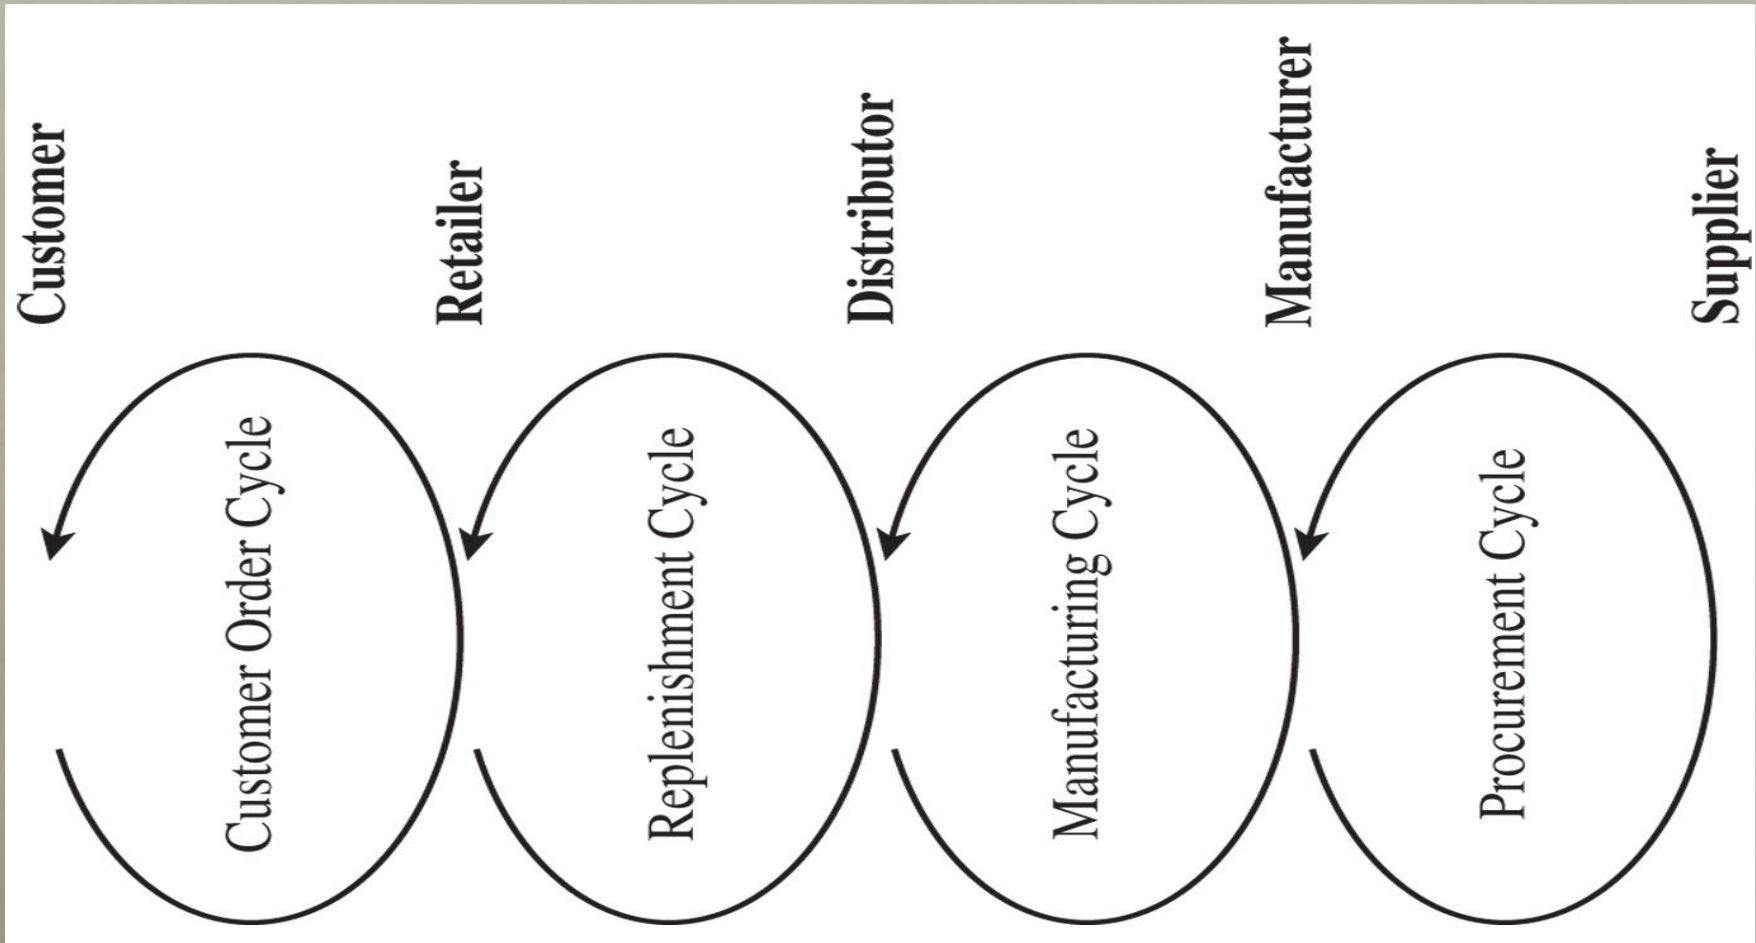 Customer
Customer Order Cycle
Retailer
Replenishment Cycle
Distributor
Manufacturing Cycle
Manufacturer
Procurement Cycle
Supplier